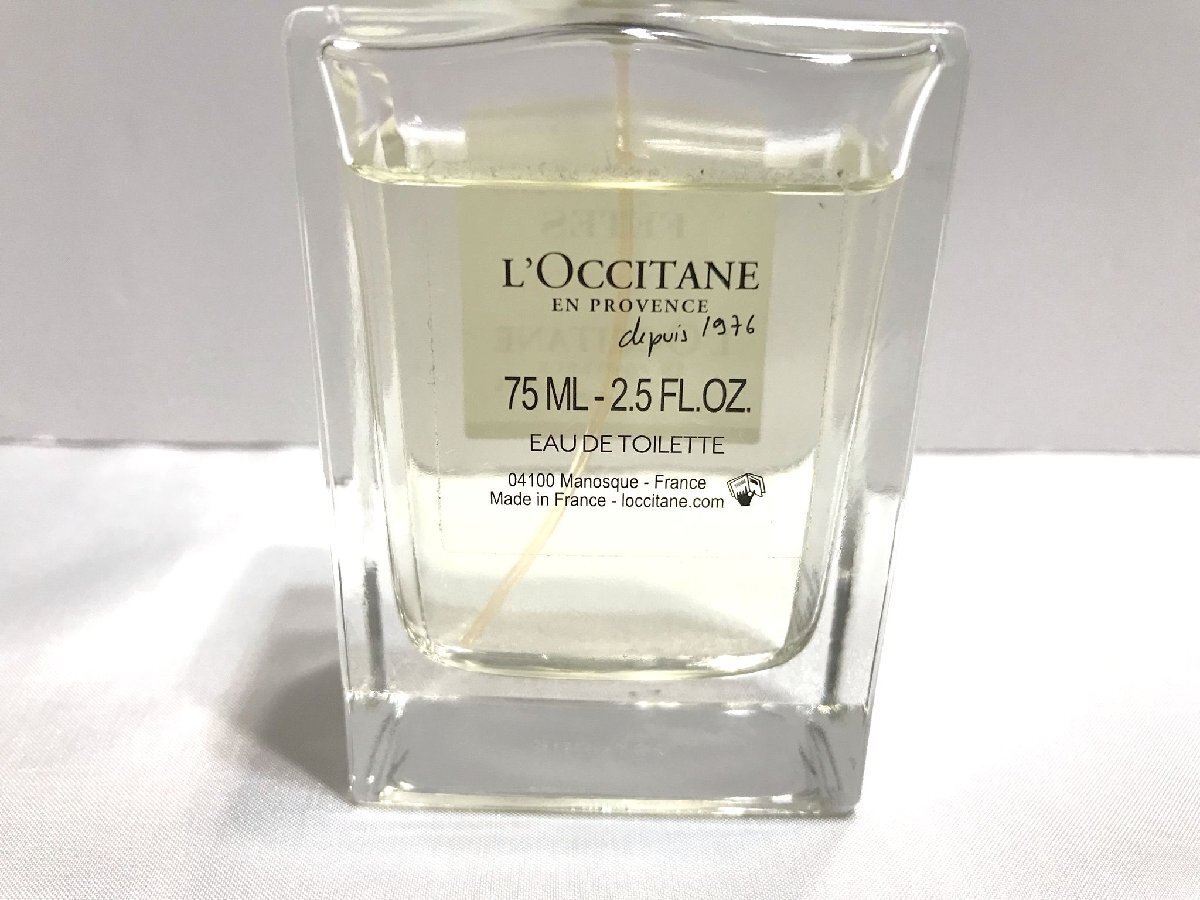 L'OCCITANE
EN PROVENCE
depuis 1976
75 ML - 2.5 FL.OZ.
EAU DE TOILETTE
04100 Manosque - France
Made in France - loccitane.com